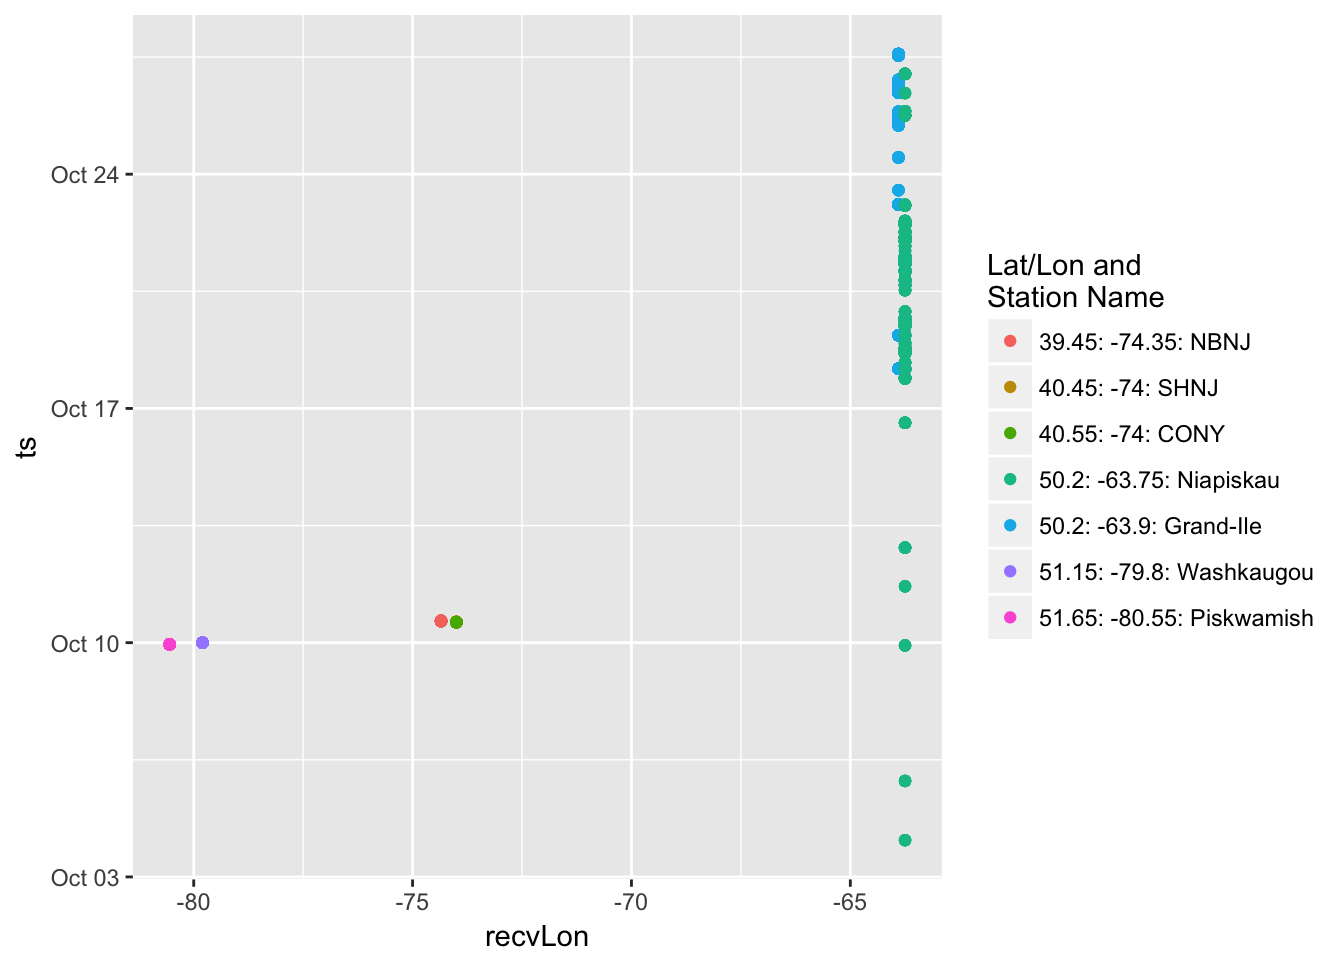 Oct 24
Oct 17
Oct 10
Oct 03
ts
-80
-75
-70
-65
recvLon
Lat/Lon and
Station Name
39.45: -74.35: NBNJ
40.45: -74: SHNJ
40.55: -74: CONY
50.2: -63.75: Niapiskau
50.2: -63.9: Grand-Ile
51.15: -79.8: Washkaugou
51.65: -80.55: Piskwamish